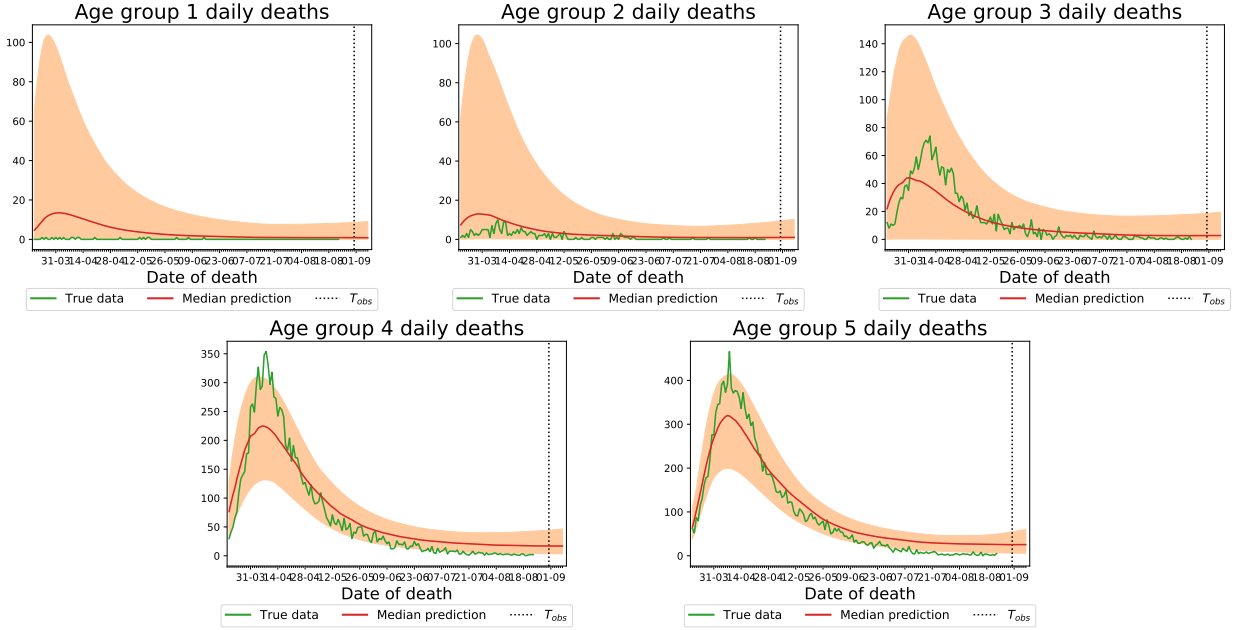 Age group 1 daily deaths
100
80
60
40
20
0
31-03 14-04 28-04 12-05 26-05 09-06 23-06 07-07 21-07 04-08 18-08 01-09
Date of death
True data Median prediction T_obs
Age group 2 daily deaths
100
80
60
40
20
0
31-03 14-04 28-04 12-05 26-05 09-06 23-06 07-07 21-07 04-08 18-08 01-09
Date of death
True data Median prediction T_obs
Age group 3 daily deaths
140
120
100
80
60
40
20
0
31-03 14-04 28-04 12-05 26-05 09-06 23-06 07-07 21-07 04-08 18-08 01-09
Date of death
True data Median prediction T_obs
Age group 4 daily deaths
350
300
250
200
150
100
50
0
31-03 14-04 28-04 12-05 26-05 09-06 23-06 07-07 21-07 04-08 18-08 01-09
Date of death
True data Median prediction T_obs
Age group 5 daily deaths
400
300
200
100
0
31-03 14-04 28-04 12-05 26-05 09-06 23-06 07-07 21-07 04-08 18-08 01-09
Date of death
True data Median prediction T_obs